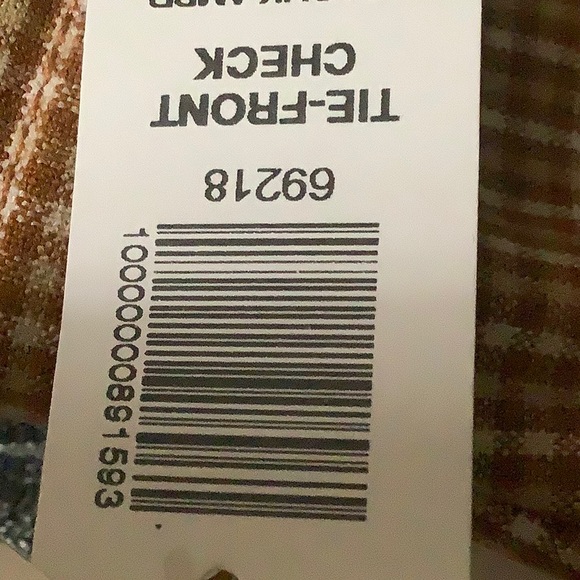 1000000891593
69218
TIE-FRONT
CHECK